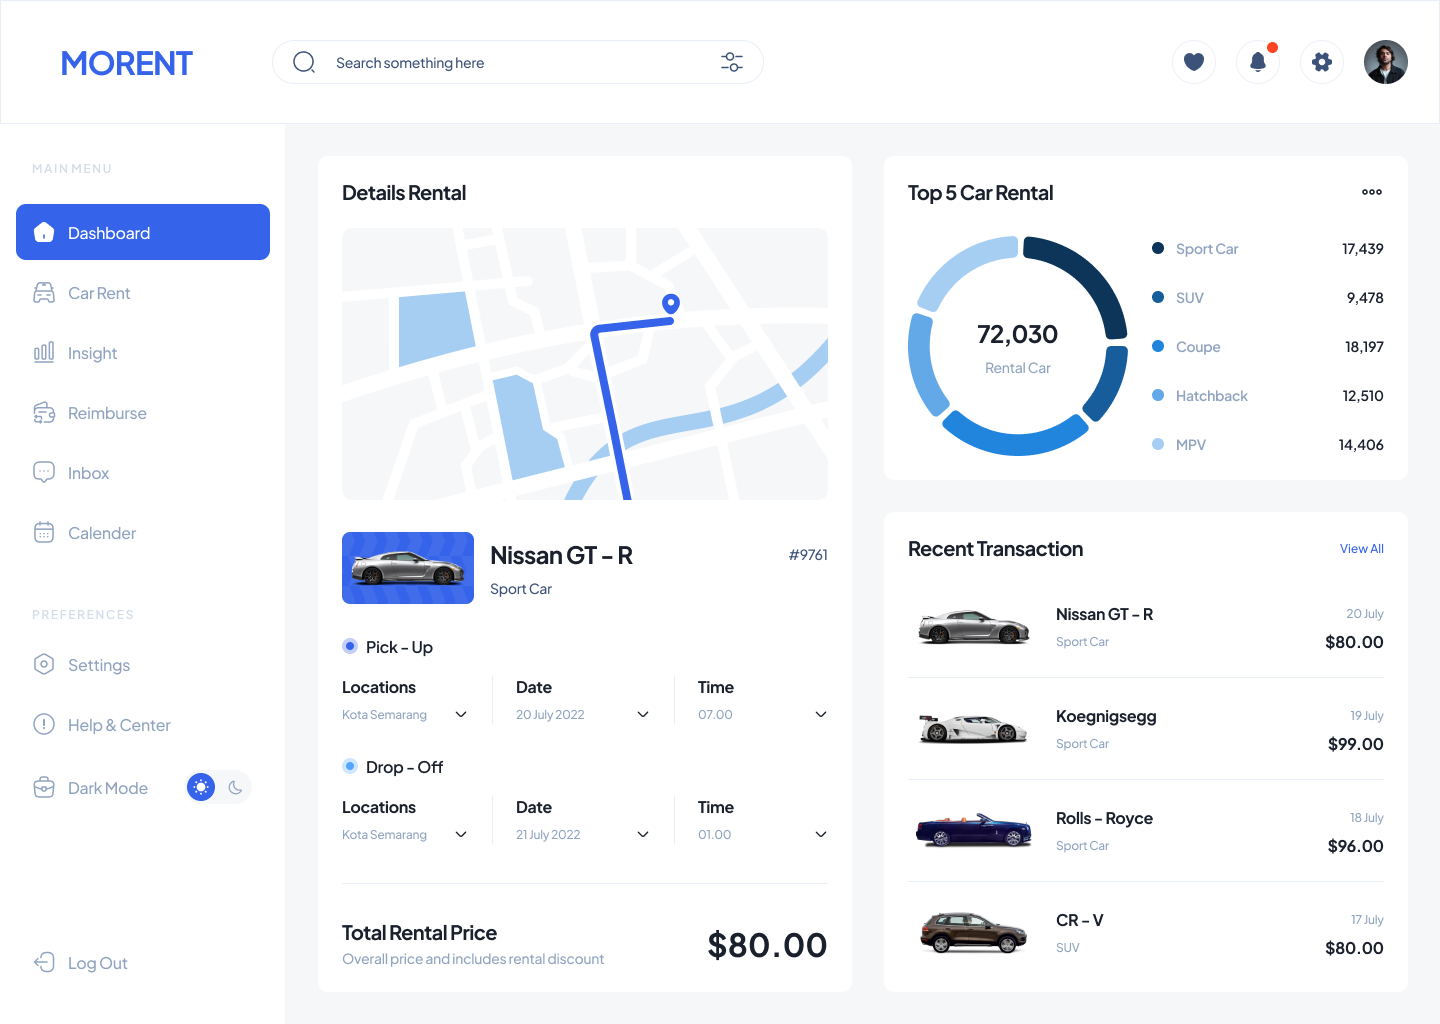 MORENT
Search something here
MAIN MENU
Dashboard
Car Rent
Insight
Reimburse
Inbox
Calender
PREFERENCES
Settings
Help & Center
Dark Mode
Log Out
Details Rental
Nissan GT - R
#9761
Sport Car
Pick - Up
Locations
Date
Time
Kota Semarang
20 July 2022
07.00
Drop - Off
Locations
Date
Time
Kota Semarang
21 July 2022
01.00
Total Rental Price
Overall price and includes rental discount
$80.00
Top 5 Car Rental
72,030
Rental Car
Sport Car 17,439
SUV 9,478
Coupe 18,197
Hatchback 12,510
MPV 14,406
Recent Transaction
View All
Nissan GT - R 20 July
Sport Car $80.00
Koegnigsegg 19 July
Sport Car $99.00
Rolls - Royce 18 July
Sport Car $96.00
CR - V 17 July
SUV $80.00